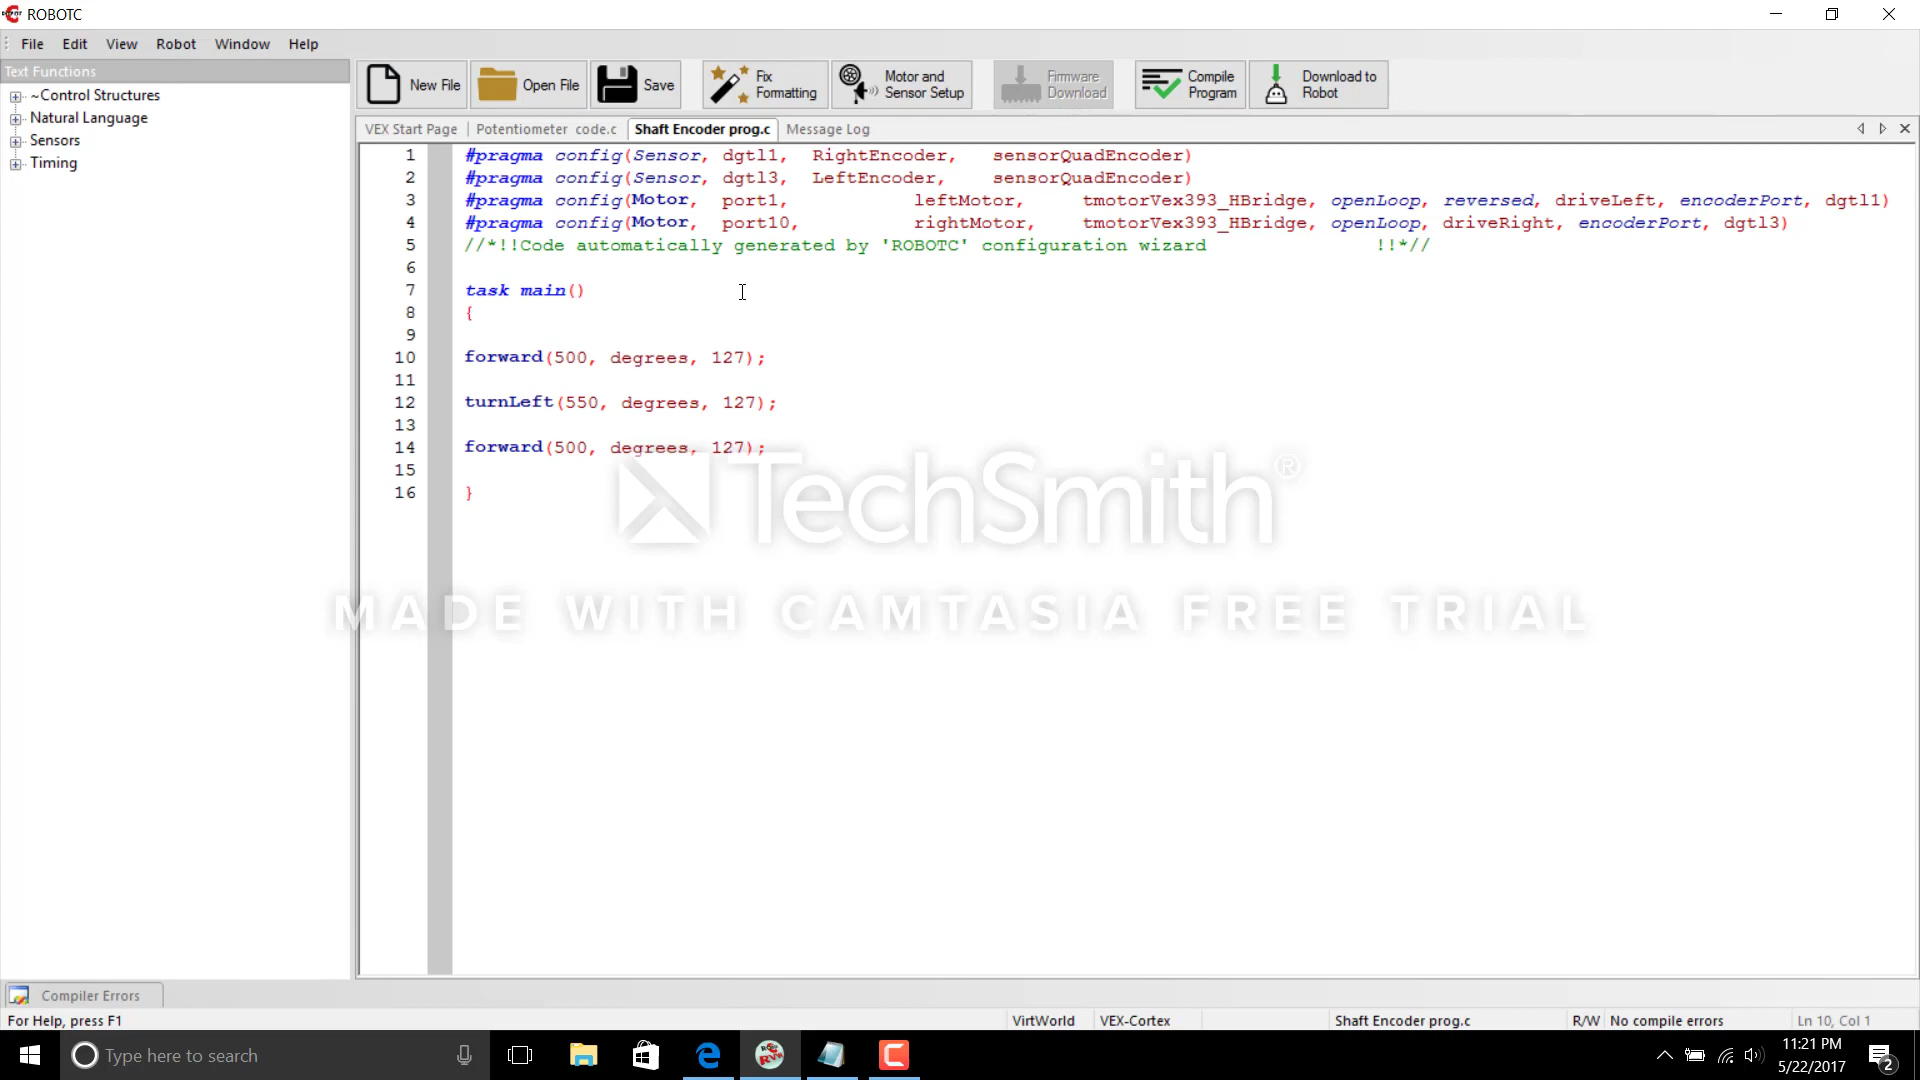 ROBOTC
File Edit View Robot Window Help
Text Functions
~Control Structures
Natural Language
Sensors
Timing
New File Open File Save Fix Formatting Motor and Sensor Setup Firmware Download Compile Program Download to Robot
VEX Start Page Potentiometer code.c Shaft Encoder prog.c Message Log
1 #pragma config(Sensor, dgtl1, RightEncoder, sensorQuadEncoder)
2 #pragma config(Sensor, dgtl3, LeftEncoder, sensorQuadEncoder)
3 #pragma config(Motor, port1, leftMotor, tmotorVex393_HBridge, openLoop, reversed, driveLeft, encoderPort, dgtl1)
4 #pragma config(Motor, port10, rightMotor, tmotorVex393_HBridge, openLoop, driveRight, encoderPort, dgtl3)
5 //*!!Code automatically generated by 'ROBOTC' configuration wizard !!*//
6
7 task main()
8 {
9
10 forward(500, degrees, 127);
11
12 turnLeft(550, degrees, 127);
13
14 forward(500, degrees, 127);
15
16 }
TechSmith®
MADE WITH CAMTASIA FREE TRIAL
Compiler Errors
For Help, press F1 VirtWorld VEX-Cortex Shaft Encoder prog.c R/W No compile errors Ln 10, Col 1
Type here to search
11:21 PM
5/22/2017
2